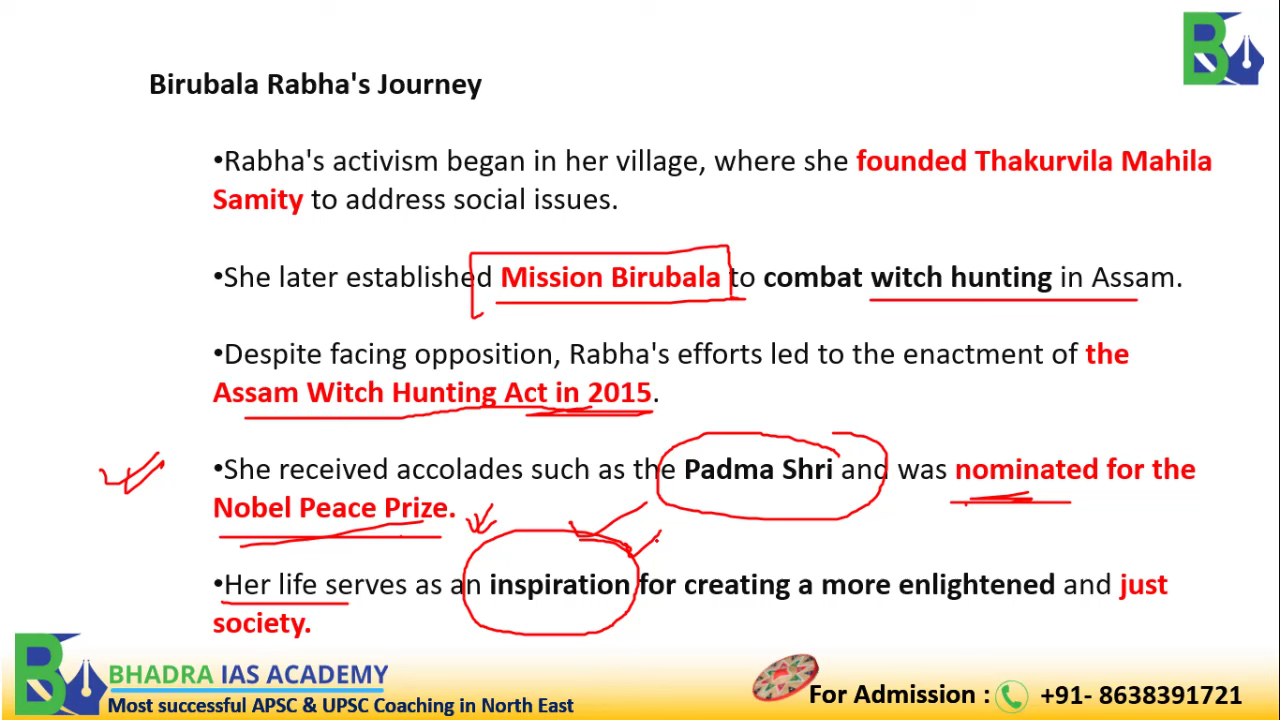 Birubala Rabha's Journey
•Rabha's activism began in her village, where she founded Thakurvila Mahila
Samity to address social issues.
•She later established Mission Birubala to combat witch hunting in Assam.
•Despite facing opposition, Rabha's efforts led to the enactment of the
Assam Witch Hunting Act in 2015.
•She received accolades such as the Padma Shri and was nominated for the
Nobel Peace Prize.
•Her life serves as an inspiration for creating a more enlightened and just
society.
BHADRA IAS ACADEMY
Most successful APSC & UPSC Coaching in North East
For Admission : +91- 8638391721